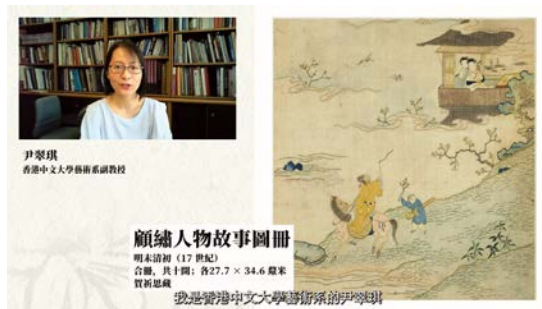 尹翠琪
香港中文大學藝術系副教授
顧繡人物故事圖冊
明末清初（17 世紀）
合冊，共十開；各27.7 × 34.6 厘米
賀祈思藏
我是香港中文大學藝術系的尹翠琪